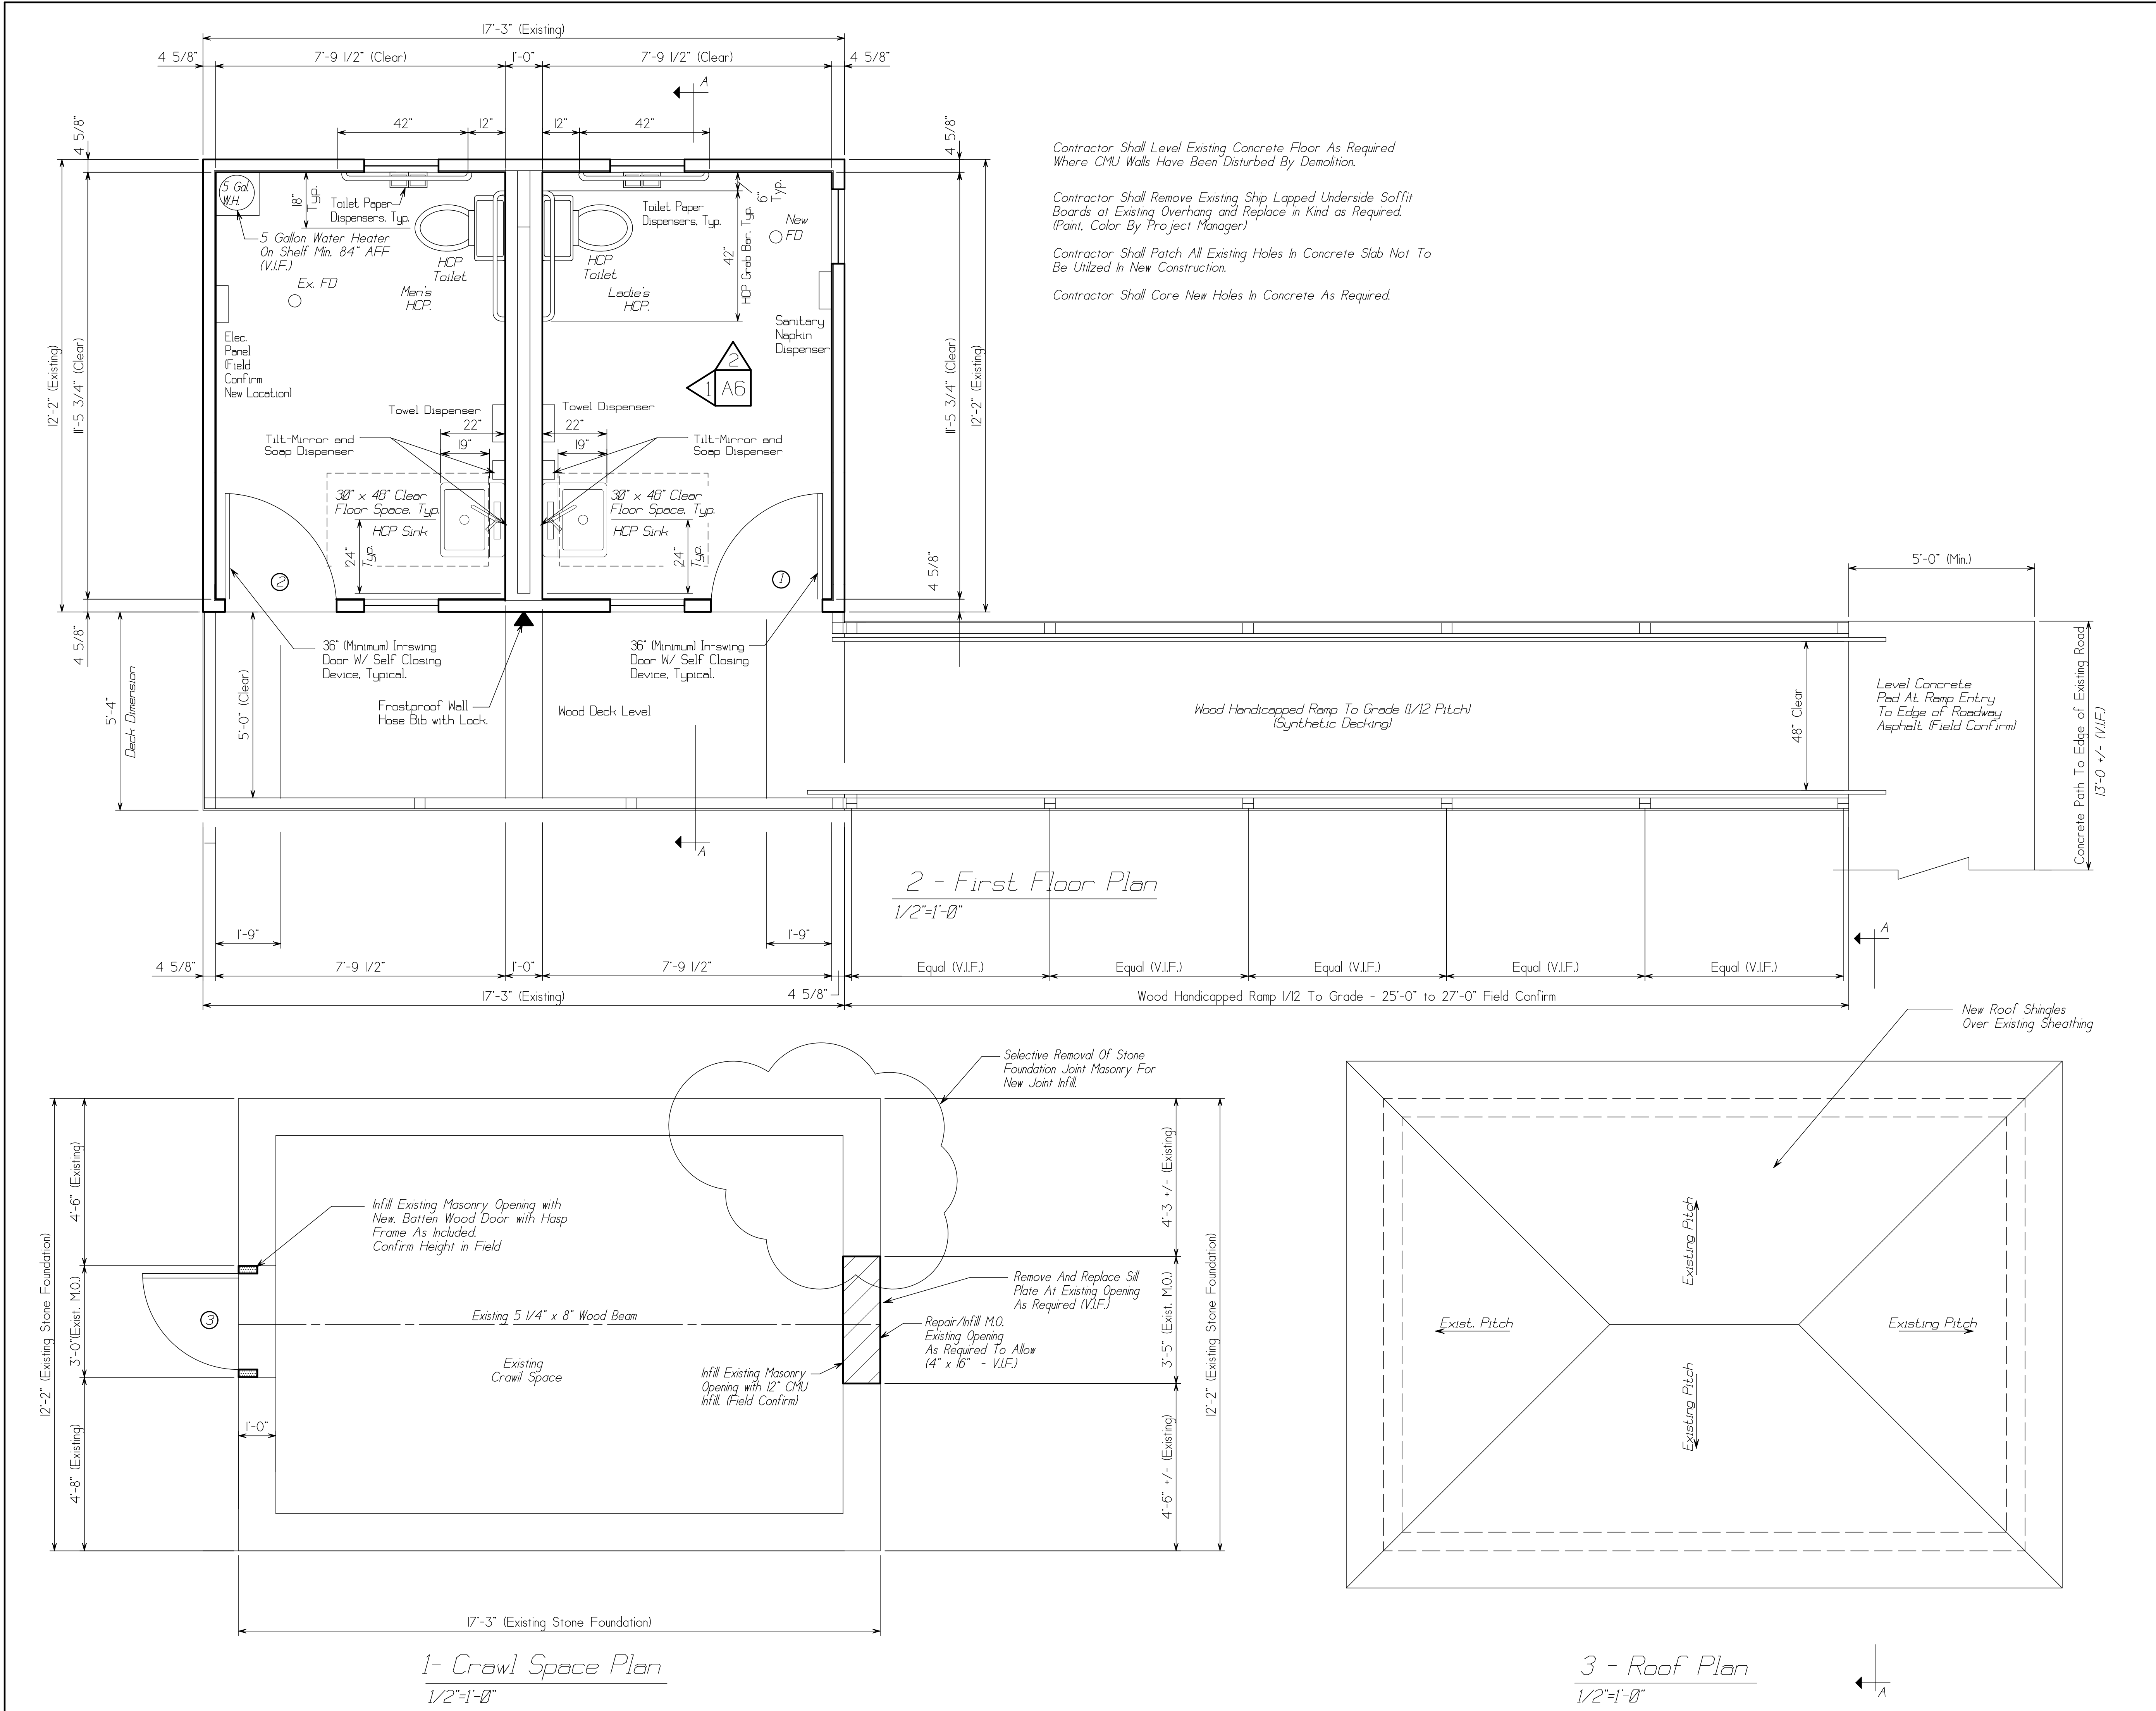 17'-3" (Existing)
4 5/8"
7'-9 1/2" (Clear)
1'-0"
7'-9 1/2" (Clear)
4 5/8"
A
42"
12"
12"
42"
4 5/8"
4 5/8"
5 Gal.
W.H.
18"
Typ.
Toilet Paper
Dispensers, Typ.
5 Gallon Water Heater
On Shelf Min. 84" AFF
(V.I.F.)
Ex. FD
HCP
Toilet
Men's
HCP.
Toilet Paper
Dispensers, Typ.
HCP
Toilet
Ladie's
HCP.
6"
Typ.
42"
HCP Grab Bar, Typ.
New
FD
Sanitary
Napkin
Dispenser
Elec.
Panel
(Field
Confirm
New Location)
2
1
A6
12'-2" (Existing)
11'-5 3/4" (Clear)
11'-5 3/4" (Clear)
12'-2" (Existing)
Towel Dispenser
Towel Dispenser
22"
22"
19"
19"
Tilt-Mirror and
Soap Dispenser
Tilt-Mirror and
Soap Dispenser
30" x 48" Clear
Floor Space, Typ.
HCP Sink
30" x 48" Clear
Floor Space, Typ.
HCP Sink
24"
Typ.
24"
Typ.
2
1
4 5/8"
4 5/8"
36" (Minimum) In-swing
Door W/ Self Closing
Device, Typical.
36" (Minimum) In-swing
Door W/ Self Closing
Device, Typical.
5'-4"
Deck Dimension
5'-0" (Clear)
Frostproof Wall
Hose Bib with Lock.
Wood Deck Level
A
Contractor Shall Level Existing Concrete Floor As Required
Where CMU Walls Have Been Disturbed By Demolition.
Contractor Shall Remove Existing Ship Lapped Underside Soffit
Boards at Existing Overhang and Replace in Kind as Required.
(Paint, Color By Project Manager)
Contractor Shall Patch All Existing Holes In Concrete Slab Not To
Be Utilzed In New Construction.
Contractor Shall Core New Holes In Concrete As Required.
5'-0" (Min.)
Wood Handicapped Ramp To Grade (1/12 Pitch)
(Synthetic Decking)
48" Clear
Level Concrete
Pad At Ramp Entry
To Edge of Roadway
Asphalt (Field Confirm)
Concrete Path To Edge of Existing Road
13'-0 +/- (V.I.F.)
2 - First Floor Plan
1/2"=1'-0"
A
1'-9"
1'-9"
4 5/8"
7'-9 1/2"
1'-0"
7'-9 1/2"
4 5/8"
Equal (V.I.F.)
Equal (V.I.F.)
Equal (V.I.F.)
Equal (V.I.F.)
Equal (V.I.F.)
17'-3" (Existing)
Wood Handicapped Ramp 1/12 To Grade - 25'-0" to 27'-0" Field Confirm
Selective Removal Of Stone
Foundation Joint Masonry For
New Joint Infill.
12'-2" (Existing Stone Foundation)
4'-6" (Existing)
3'-0"(Exist. M.O.)
4'-8" (Existing)
Infill Existing Masonry Opening with
New, Batten Wood Door with Hasp
Frame As Included.
Confirm Height in Field
3
Existing 5 1/4" x 8" Wood Beam
Existing
Crawil Space
1'-0"
Infill Existing Masonry
Opening with 12" CMU
Infill. (Field Confirm)
Remove And Replace Sill
Plate At Existing Opening
As Required (V.I.F.)
Repair/Infill M.O.
Existing Opening
As Required To Allow
(4" x 16" - V.I.F.)
4'-3 +/- (Existing)
3'-5" (Exist. M.O.)
4'-6" +/- (Existing)
12'-2" (Existing Stone Foundation)
17'-3" (Existing Stone Foundation)
1- Crawl Space Plan
1/2"=1'-0"
New Roof Shingles
Over Existing Sheathing
Existing Pitch
Exist. Pitch
Existing Pitch
Existing Pitch
3 - Roof Plan
1/2"=1'-0"
A